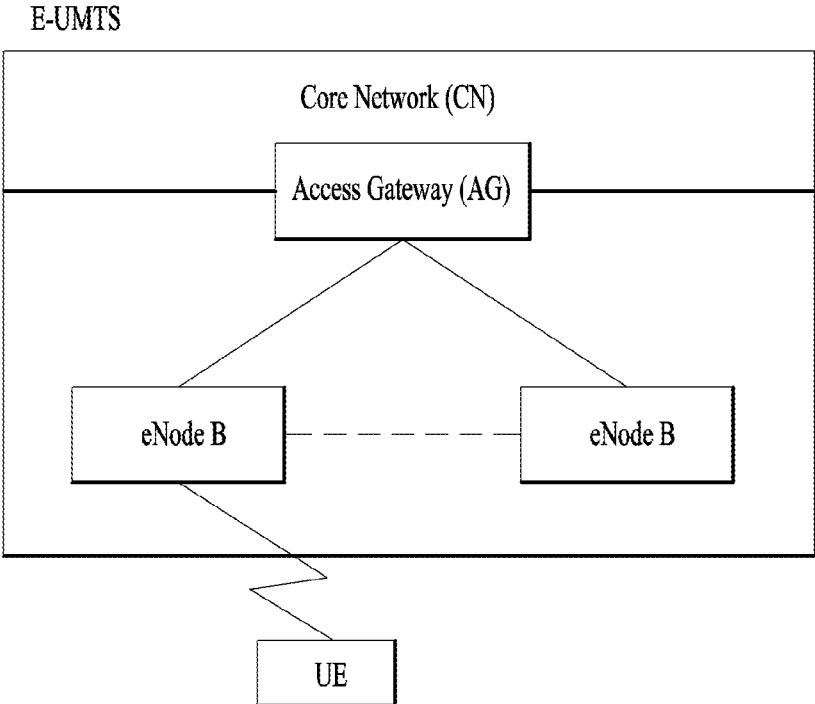 E-UMTS
Core Network (CN)
Access Gateway (AG)
eNode B
eNode B
UE